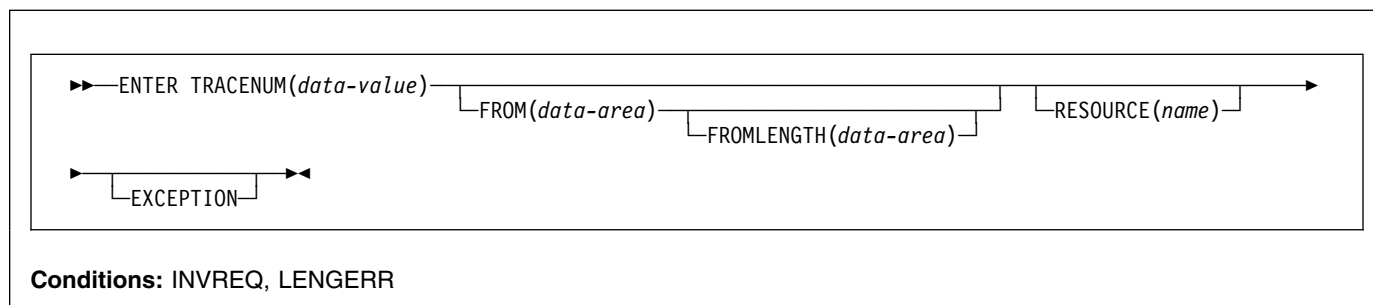 ENTER TRACENUM(data-value)
FROM(data-area)
FROMLENGTH(data-area)
RESOURCE(name)
EXCEPTION
Conditions: INVREQ, LENGERR